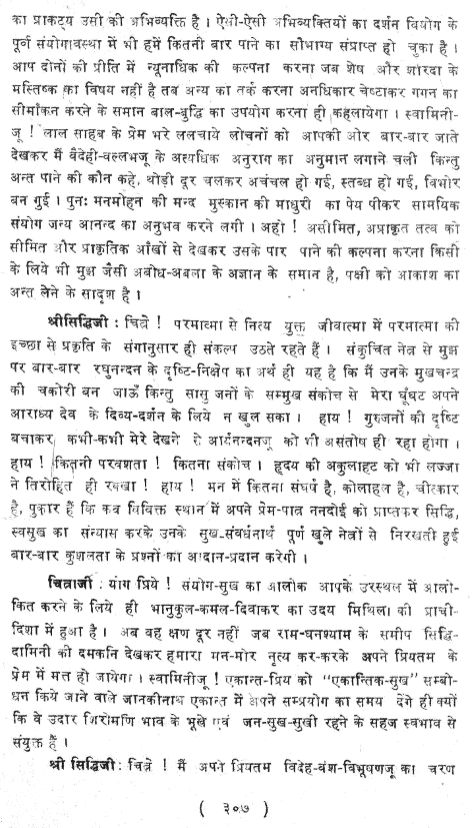 का प्राकट्य उसी की अभिव्यक्ति है । ऐसी-ऐसी अभिव्यक्तियों का दर्शन वियोग के
पूर्व संयोगावस्था में भी हमें कितनी बार पाने का सौभाग्य संप्राप्त हो चुका है ।
आप दोनों की प्रीति में न्यूनाधिक की कल्पना करना जब शेष और शारदा के
मस्तिष्क का विषय नहीं है तब अन्य का तर्क करना अनधिकार चेष्टाकर गगन का
सीमांकन करने के समान बाल-बुद्धि का उपयोग करना ही कहलायेगा । स्वामिनी-
जू ! लाल साहब के प्रेम भरे ललचाये लोचनों को आपकी ओर बार-बार जाते
देखकर मैं बैदेही-वल्लभजू के अत्यधिक अनुराग का अनुमान लगाने चली किन्तु
अन्त पाने की कौन कहे, थोड़ी दूर चलकर अचंचल हो गई, स्तब्ध हो गई, विभोर
बन गुई । पुनः मनमोहन की मन्द मुस्कान की माधुरी का पेय पीकर सामयिक
संयोग जन्य आनन्द का अनुभव करने लगी । अहो ! असीमित, अप्राकृत तत्व को
सीमित और प्राकृतिक आँखों से देखकर उसके पार पाने की कल्पना करना किसी
के लिये भी मुझ जैसी अबोध-अबला के अज्ञान के समान है, पक्षी को आकाश का
अन्त लेने के सादृश है ।
श्रीसिद्धिजी : चित्रे ! परमात्मा से नित्य युक्त जीवात्मा में परमात्मा की
इच्छा से प्रकृति के संगानुसार ही संकल्प उठते रहते हैं । संकुचित नेत्र से मुझ
पर बार-बार रघुनन्दन के दृष्टि-निक्षेप का अर्थ ही यह है कि मैं उनके मुखचन्द्र
की चकोरी बन जाऊँ किन्तु सासु जनों के सम्मुख संकोच से मेरा घूँघट अपने
आराध्य देव के दिव्य-दर्शन के लिये न खुल सका । हाय ! गुरुजनों की दृष्टि
बचाकर कभी-कभी मेरे देखने से आर्यनन्दनजू को भी असंतोष ही रहा होगा ।
हाय ! कितनी परवशता ! कितना संकोच । हृदय की अकुलाहट को भी लज्जा
ने तिरोहित ही रक्खा ! हाय ! मन में कितना संघर्ष है, कोलाहल है, चीत्कार
है, पुकार हैं कि कब विविक्त स्थान में अपने प्रेम-पात्र ननदोई को प्राप्तकर सिद्धि,
स्वमुख का संन्यास करके उनके सुख-संवर्धनार्थ पूर्ण खुले नेत्रों से निरखती हुई
बार-बार कुशलता के प्रश्नों का आदान-प्रदान करेगी ।
चित्राजी : यांग प्रिये ! संयोग-सुख का आलोक आपके उरस्थल में आलो-
कित करने के लिये ही भानुकुल-कमल-दिवाकर का उदय मिथिला की प्राची-
दिशा में हुआ है । अब वह क्षण दूर नहीं जब राम-घनश्याम के समीप सिद्धि-
दामिनी की दमकनि देखकर हमारा मन-मोर नृत्य कर-करके अपने प्रियतम के
प्रेम में मत्त हो जायेगा । स्वामिनीजू ! एकान्त-प्रिय को "एकान्तिक-सुख" सम्बो-
धन किये जाने वाले जानकीनाथ एकान्त में अपने सम्प्रयोग का समय देंगे ही क्यों
कि वे उदार शिरोमणि भाव के भूखे एवं जन-सुख-सुखी रहने के सहज स्वभाव से
संयुक्त हैं ।
श्री सिद्धिजी : चित्रे ! मैं अपने प्रियतम विदेह-वंश-विभूषणजू का चरण
( ३०७ )